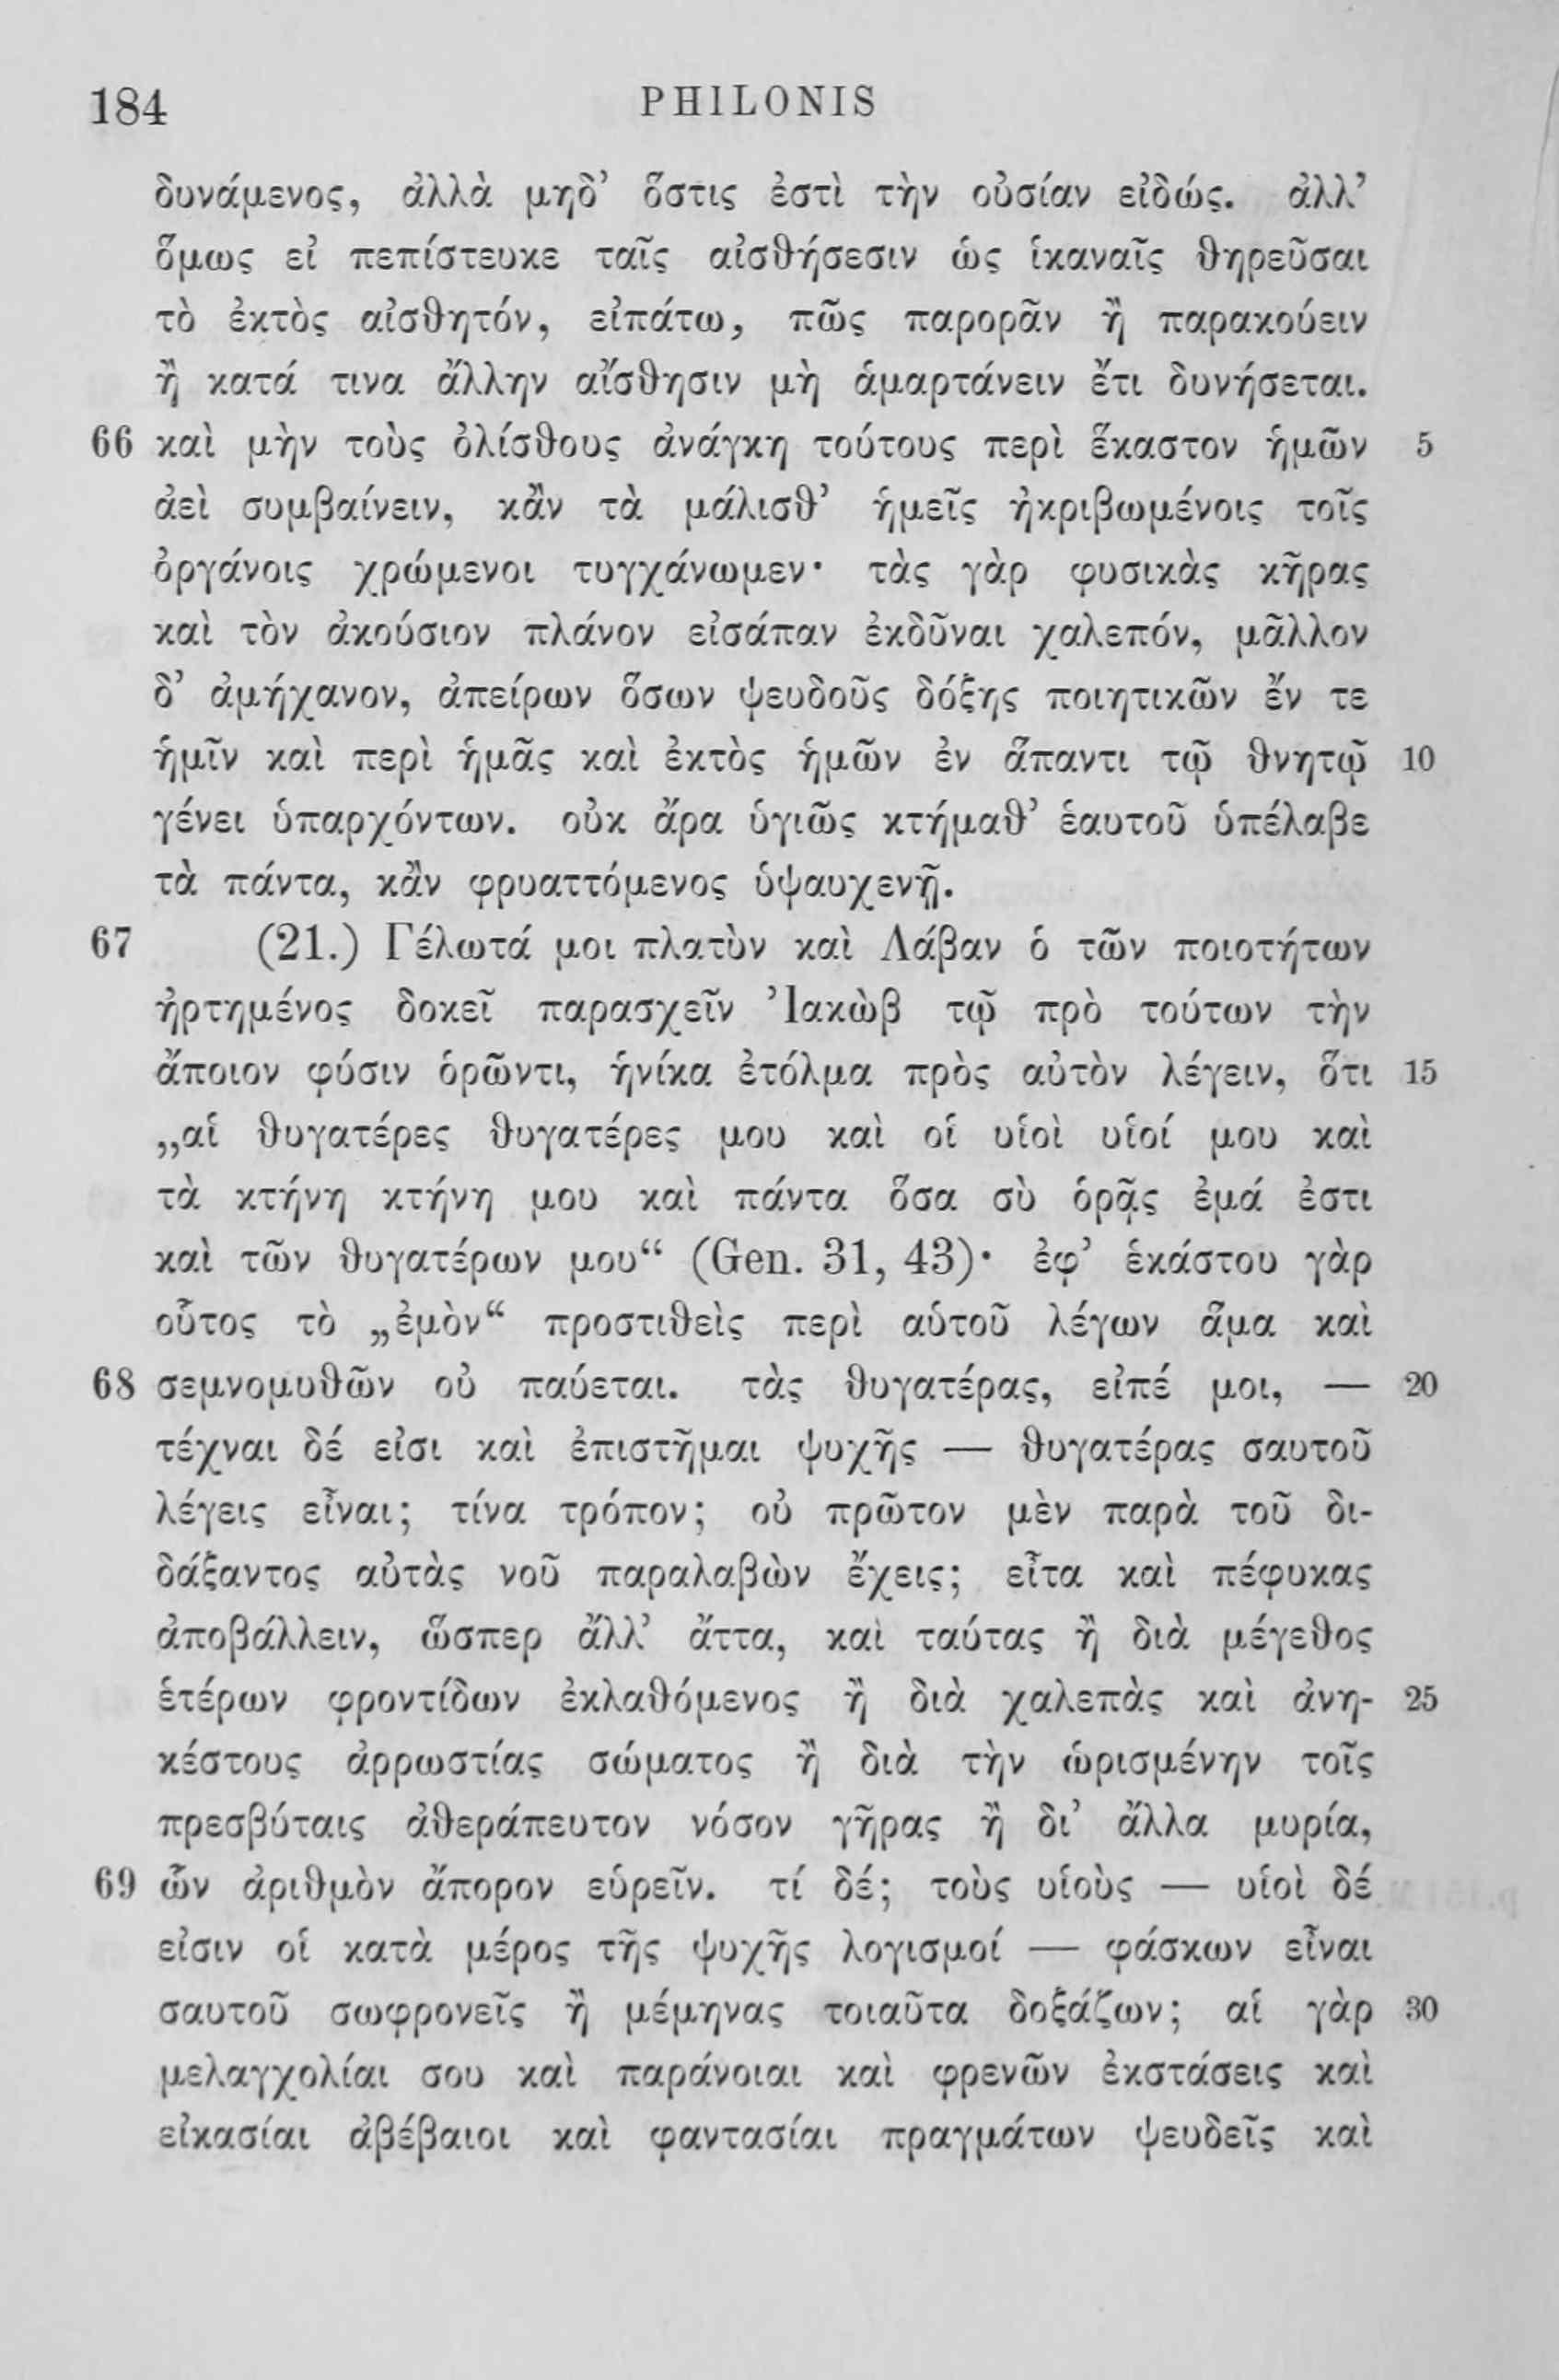 184 PHILONIS
δυνάμενος, ἀλλὰ μηδ’ ὅστις ἐστὶ τὴν οὐσίαν εἰδώς. ἀλλ’
ὅμως εἰ πεπίστευκε ταῖς αἰσθήσεσιν ὡς ἱκαναῖς θηρεῦσαι
τὸ ἐκτὸς αἰσθητόν, εἰπάτω, πῶς παρορᾶν ἢ παρακούειν
ἢ κατά τινα ἄλλην αἴσθησιν μὴ ἁμαρτάνειν ἔτι δυνήσεται.
66 καὶ μὴν τοὺς ὀλίσθους ἀνάγκη τούτους περὶ ἕκαστον ἡμῶν 5
ἀεὶ συμβαίνειν, κἂν τὰ μάλισθ’ ἡμεῖς ἠκριβωμένοις τοῖς
ὀργάνοις χρώμενοι τυγχάνωμεν· τὰς γὰρ φυσικὰς κῆρας
καὶ τὸν ἀκούσιον πλάνον εἰσάπαν ἐκδῦναι χαλεπόν, μᾶλλον
δ’ ἀμήχανον, ἀπείρων ὅσων ψευδοῦς δόξης ποιητικῶν ἔν τε
ἡμῖν καὶ περὶ ἡμᾶς καὶ ἐκτὸς ἡμῶν ἐν ἅπαντι τῷ θνητῷ 10
γένει ὑπαρχόντων. οὐκ ἄρα ὑγιῶς κτήμαθ’ ἑαυτοῦ ὑπέλαβε
τὰ πάντα, κἂν φρυαττόμενος ὑψαυχενῇ.
67 (21.) Γέλωτά μοι πλατὺν καὶ Λάβαν ὁ τῶν ποιοτήτων
ἠρτημένος δοκεῖ παρασχεῖν Ἰακὼβ τῷ πρὸ τούτων τὴν
ἄποιον φύσιν ὁρῶντι, ἡνίκα ἐτόλμα πρὸς αὐτὸν λέγειν, ὅτι 15
„αἱ θυγατέρες θυγατέρες μου καὶ οἱ υἱοὶ υἱοί μου καὶ
τὰ κτήνη κτήνη μου καὶ πάντα ὅσα σὺ ὁρᾷς ἐμά ἐστι
καὶ τῶν θυγατέρων μου“ (Gen. 31, 43)· ἐφ’ ἑκάστου γὰρ
οὗτος τὸ „ἐμὸν“ προστιθεὶς περὶ αὑτοῦ λέγων ἅμα καὶ
68 σεμνομυθῶν οὐ παύεται. τὰς θυγατέρας, εἰπέ μοι, — 20
τέχναι δέ εἰσι καὶ ἐπιστῆμαι ψυχῆς — θυγατέρας σαυτοῦ
λέγεις εἶναι; τίνα τρόπον; οὐ πρῶτον μὲν παρὰ τοῦ δι-
δάξαντος αὐτὰς νοῦ παραλαβὼν ἔχεις; εἶτα καὶ πέφυκας
ἀποβάλλειν, ὥσπερ ἄλλ’ ἄττα, καὶ ταύτας ἢ διὰ μέγεθος
ἑτέρων φροντίδων ἐκλαθόμενος ἢ διὰ χαλεπὰς καὶ ἀνη- 25
κέστους ἀρρωστίας σώματος ἢ διὰ τὴν ὡρισμένην τοῖς
πρεσβύταις ἀθεράπευτον νόσον γῆρας ἢ δι’ ἄλλα μυρία,
69 ὧν ἀριθμὸν ἄπορον εὑρεῖν. τί δέ; τοὺς υἱοὺς — υἱοὶ δέ
εἰσιν οἱ κατὰ μέρος τῆς ψυχῆς λογισμοί — φάσκων εἶναι
σαυτοῦ σωφρονεῖς ἢ μέμηνας τοιαῦτα δοξάζων; αἱ γὰρ 30
μελαγχολίαι σου καὶ παράνοιαι καὶ φρενῶν ἐκστάσεις καὶ
εἰκασίαι ἀβέβαιοι καὶ φαντασίαι πραγμάτων ψευδεῖς καὶ